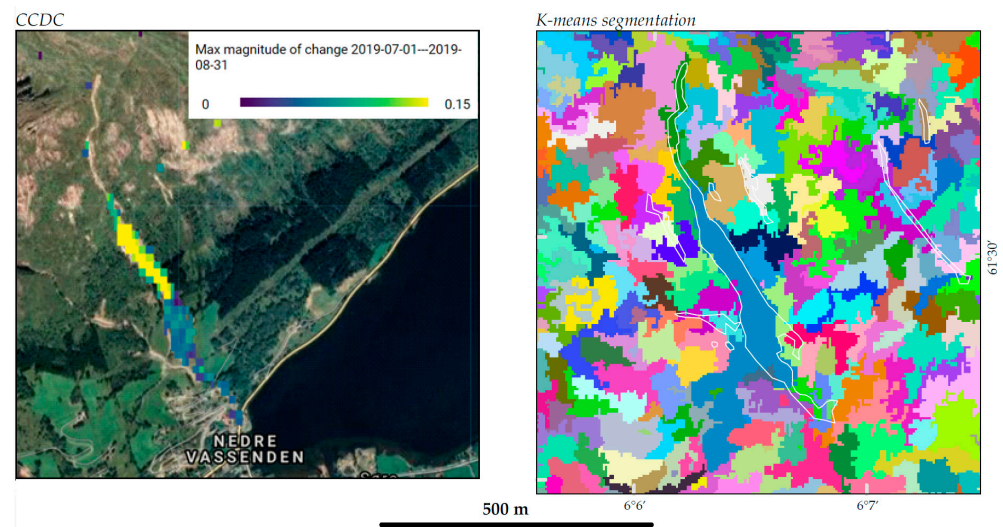 CCDC
K-means segmentation
Max magnitude of change 2019-07-01---2019-
08-31
0
0.15
NEDRE
VASSENDEN
61°30′
6°6′
6°7′
500 m